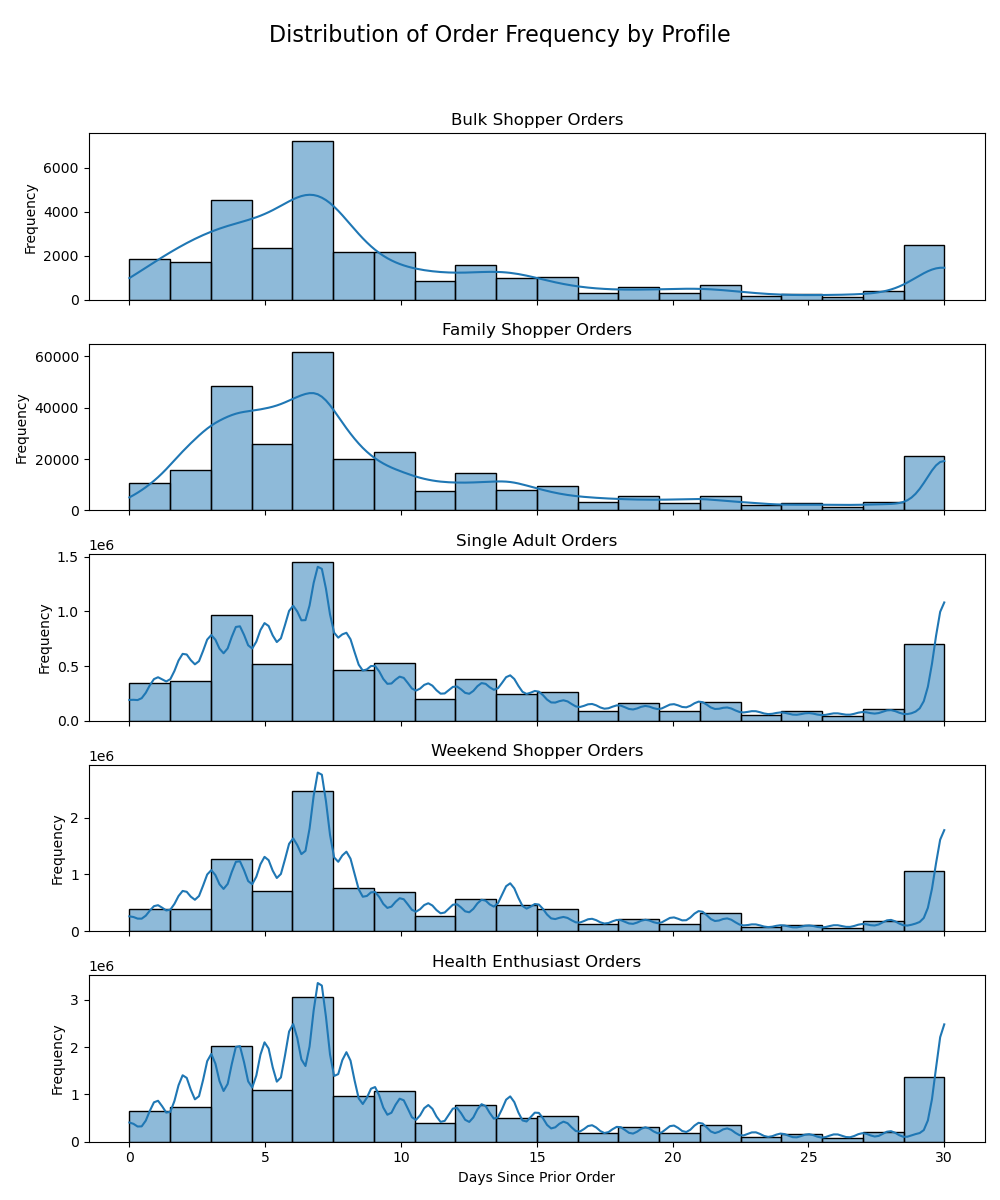 Distribution of Order Frequency by Profile
Bulk Shopper Orders
Frequency
6000
4000
2000
0
Family Shopper Orders
Frequency
60000
40000
20000
0
Single Adult Orders
1e6
Frequency
1.5
1.0
0.5
0.0
Weekend Shopper Orders
1e6
Frequency
2
1
0
Health Enthusiast Orders
1e6
Frequency
3
2
1
0
0 5 10 15 20 25 30
Days Since Prior Order